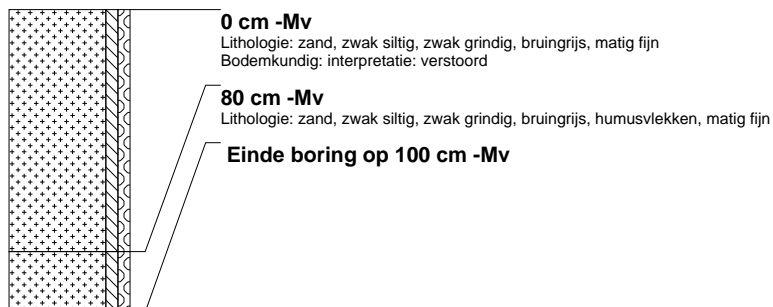 0 cm -Mv
Lithologie: zand, zwak siltig, zwak grindig, bruingrijs, matig fijn
Bodemkundig: interpretatie: verstoord
80 cm -Mv
Lithologie: zand, zwak siltig, zwak grindig, bruingrijs, humusvlekken, matig fijn
Einde boring op 100 cm -Mv